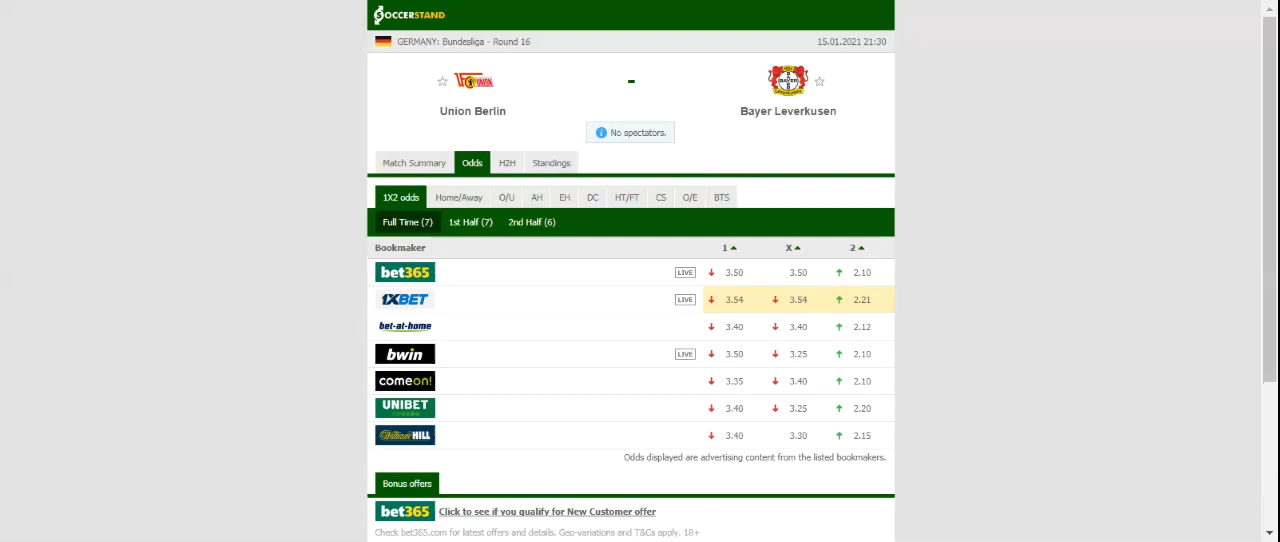 SOCCERSTAND
GERMANY: Bundesliga - Round 16 15.01.2021 21:30
-
Union Berlin Bayer Leverkusen
No spectators.
Match Summary Odds H2H Standings
1X2 odds Home/Away O/U AH EH DC HT/FT CS O/E BTS
Full Time (7) 1st Half (7) 2nd Half (6)
Bookmaker 1 X 2
bet365 LIVE 3.50 3.50 2.10
1XBET LIVE 3.54 3.54 2.21
bet-at-home 3.40 3.40 2.12
bwin LIVE 3.50 3.25 2.10
comeon! 3.35 3.40 2.10
UNIBET 3.40 3.25 2.20
William HILL 3.40 3.30 2.15
Odds displayed are advertising content from the listed bookmakers.
Bonus offers
bet365 Click to see if you qualify for New Customer offer
Check bet365.com for latest offers and details. Geo-variations and T&Cs apply. 18+